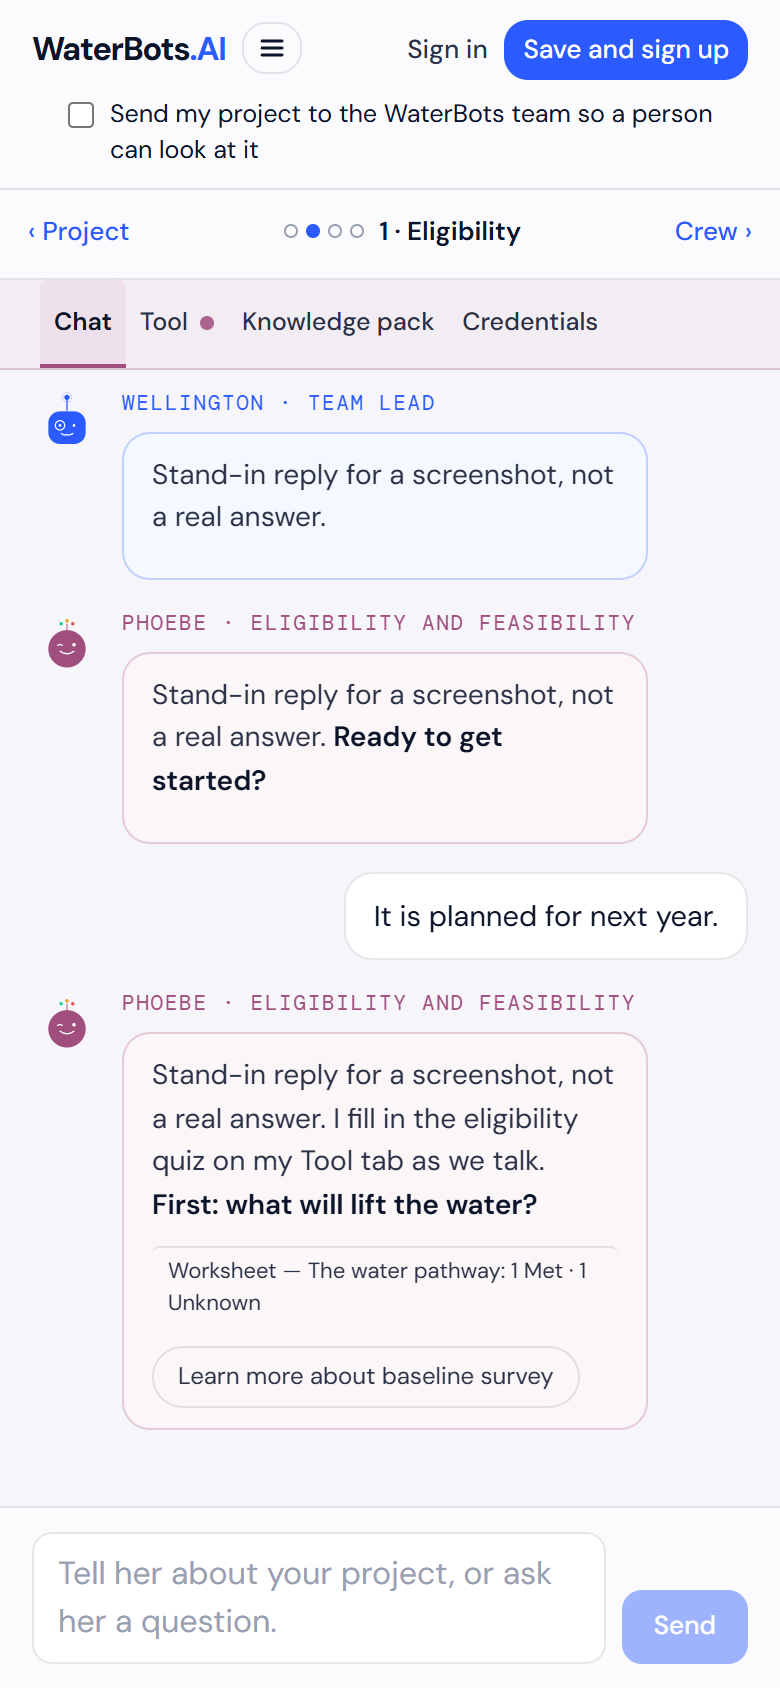 WaterBots.AI
Sign in
Save and sign up
Send my project to the WaterBots team so a person
can look at it
‹ Project
1 · Eligibility
Crew ›
Chat
Tool
Knowledge pack
Credentials
WELLINGTON · TEAM LEAD
Stand-in reply for a screenshot, not
a real answer.
PHOEBE · ELIGIBILITY AND FEASIBILITY
Stand-in reply for a screenshot, not
a real answer. Ready to get
started?
It is planned for next year.
PHOEBE · ELIGIBILITY AND FEASIBILITY
Stand-in reply for a screenshot, not
a real answer. I fill in the eligibility
quiz on my Tool tab as we talk.
First: what will lift the water?
Worksheet — The water pathway: 1 Met · 1
Unknown
Learn more about baseline survey
Tell her about your project, or ask
her a question.
Send